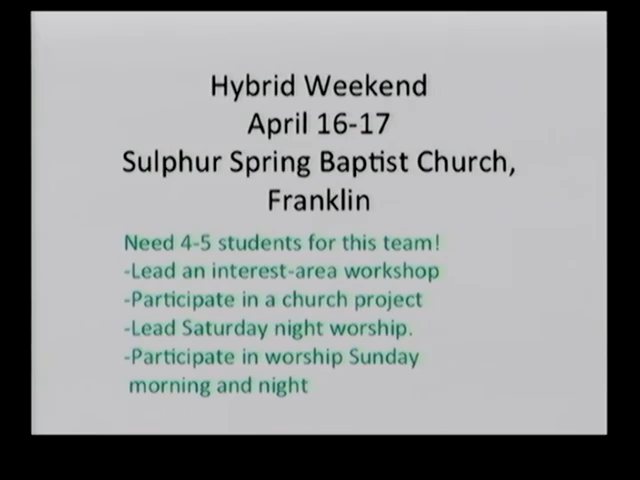 Hybrid Weekend
April 16-17
Sulphur Spring Baptist Church,
Franklin
Need 4-5 students for this team!
-Lead an interest-area workshop
-Participate in a church project
-Lead Saturday night worship.
-Participate in worship Sunday
morning and night